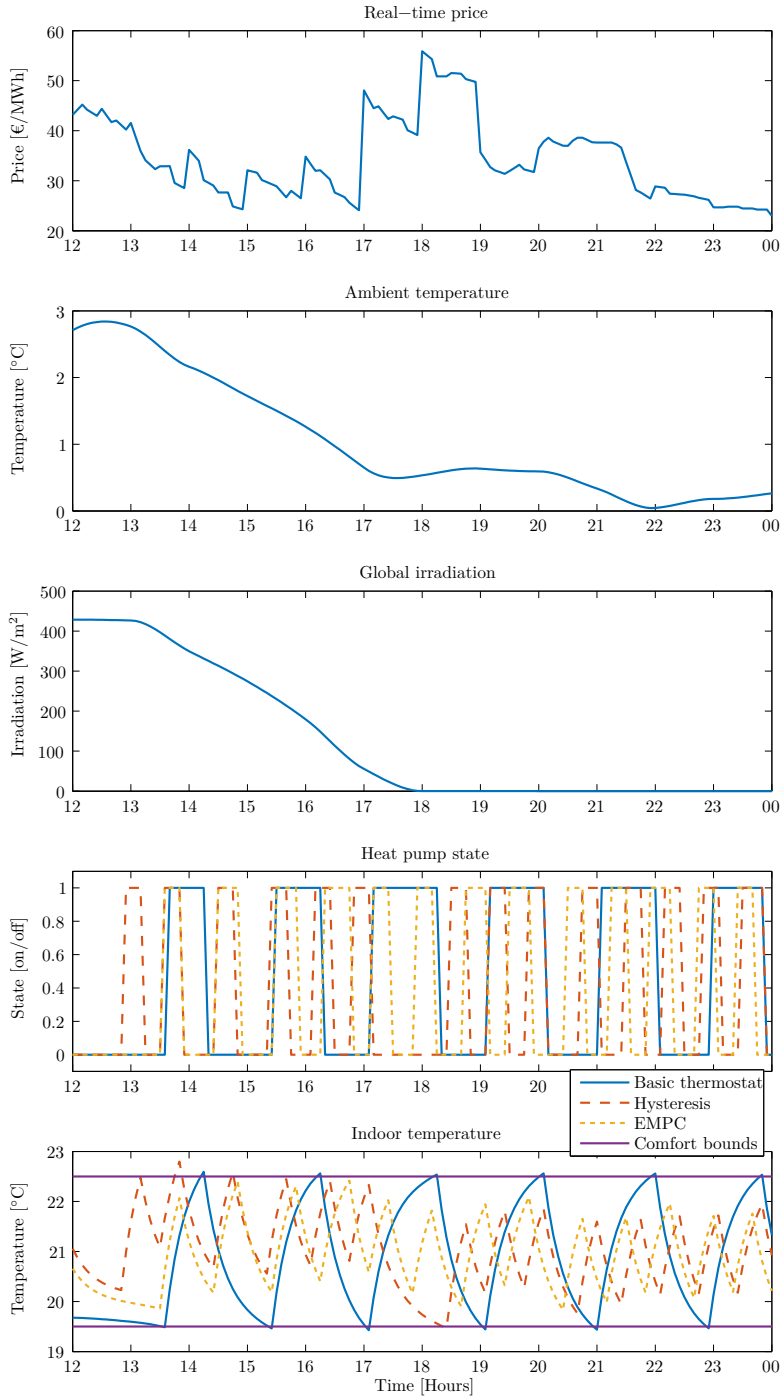 Real−time price
Price [€/MWh]
60
50
40
30
20
12 13 14 15 16 17 18 19 20 21 22 23 00
Ambient temperature
Temperature [°C]
3
2
1
0
12 13 14 15 16 17 18 19 20 21 22 23 00
Global irradiation
Irradiation [W/m²]
500
400
300
200
100
0
12 13 14 15 16 17 18 19 20 21 22 23 00
Heat pump state
State [on/off]
1
0.8
0.6
0.4
0.2
0
12 13 14 15 16 17 18 19 20 21 22 23 00
Basic thermostat
Hysteresis
EMPC
Comfort bounds
Indoor temperature
Temperature [°C]
23
22
21
20
19
12 13 14 15 16 17 18 19 20 21 22 23 00
Time [Hours]